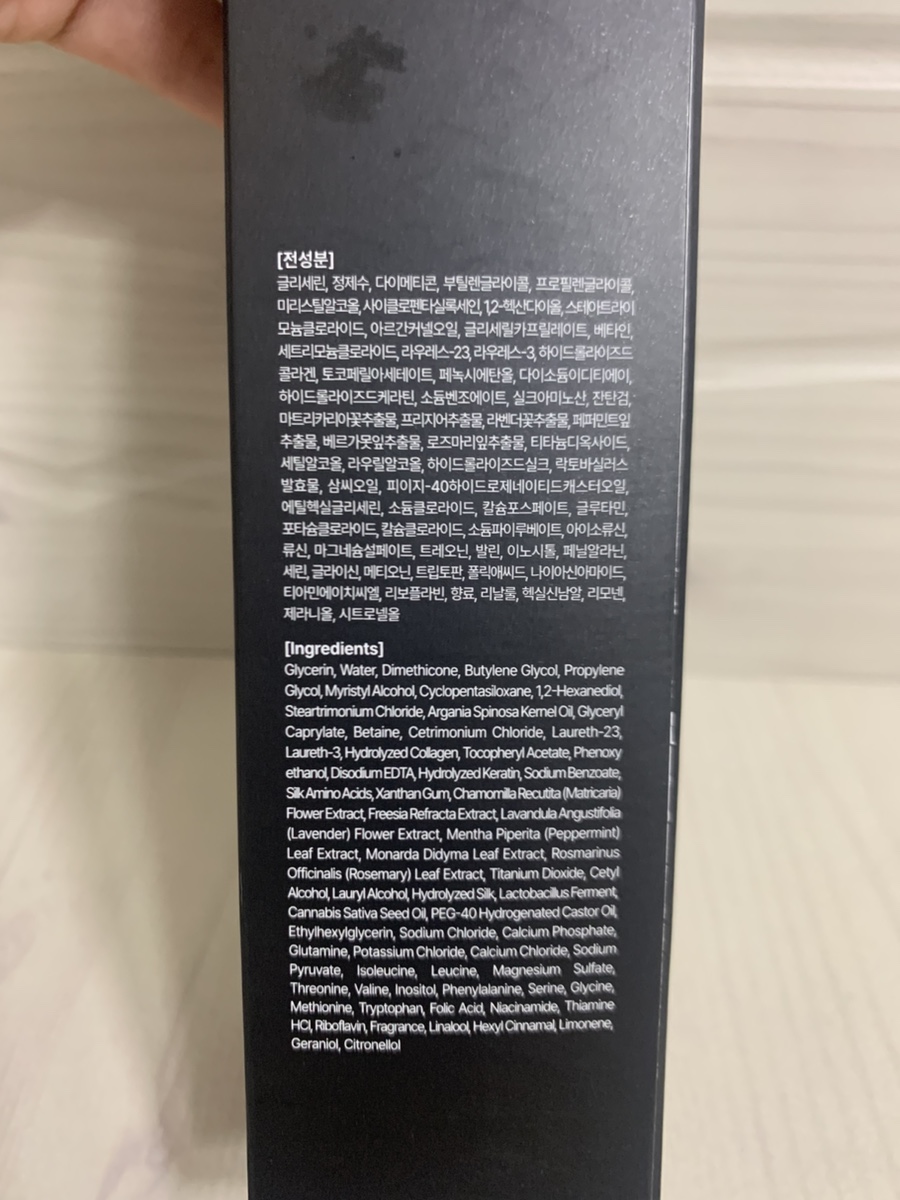 [전성분]
글리세린, 정제수, 다이메티콘, 부틸렌글라이콜, 프로필렌글라이콜,
미리스틸알코올, 사이클로펜타실록세인, 1,2-헥산다이올, 스테아트라이
모늄클로라이드, 아르간커넬오일, 글리세릴카프릴레이트, 베타인,
세트리모늄클로라이드, 라우레스-23, 라우레스-3, 하이드롤라이즈드
콜라겐, 토코페릴아세테이트, 페녹시에탄올, 다이소듐이디티에이,
하이드롤라이즈드케라틴, 소듐벤조에이트, 실크아미노산, 잔탄검,
마트리카리아꽃추출물, 프리지어추출물, 라벤더꽃추출물, 페퍼민트잎
추출물, 베르가못잎추출물, 로즈마리잎추출물, 티타늄디옥사이드,
세틸알코올, 라우릴알코올, 하이드롤라이즈드실크, 락토바실러스
발효물, 삼씨오일, 피이지-40하이드로제네이티드캐스터오일,
에틸헥실글리세린, 소듐클로라이드, 칼슘포스페이트, 글루타민,
포타슘클로라이드, 칼슘클로라이드, 소듐파이루베이트, 아이소류신,
류신, 마그네슘설페이트, 트레오닌, 발린, 이노시톨, 페닐알라닌,
세린, 글라이신, 메티오닌, 트립토판, 폴릭애씨드, 나이아신아마이드,
티아민에이치씨엘, 리보플라빈, 향료, 리날룰, 헥실신남알, 리모넨,
제라니올, 시트로넬올
[Ingredients]
Glycerin, Water, Dimethicone, Butylene Glycol, Propylene
Glycol, Myristyl Alcohol, Cyclopentasiloxane, 1,2-Hexanediol,
Steartrimonium Chloride, Argania Spinosa Kernel Oil, Glyceryl
Caprylate, Betaine, Cetrimonium Chloride, Laureth-23,
Laureth-3, Hydrolyzed Collagen, Tocopheryl Acetate, Phenoxy
ethanol, Disodium EDTA, Hydrolyzed Keratin, Sodium Benzoate,
Silk Amino Acids, Xanthan Gum, Chamomilla Recutita (Matricaria)
Flower Extract, Freesia Refracta Extract, Lavandula Angustifolia
(Lavender) Flower Extract, Mentha Piperita (Peppermint)
Leaf Extract, Monarda Didyma Leaf Extract, Rosmarinus
Officinalis (Rosemary) Leaf Extract, Titanium Dioxide, Cetyl
Alcohol, Lauryl Alcohol, Hydrolyzed Silk, Lactobacillus Ferment,
Cannabis Sativa Seed Oil, PEG-40 Hydrogenated Castor Oil,
Ethylhexylglycerin, Sodium Chloride, Calcium Phosphate,
Glutamine, Potassium Chloride, Calcium Chloride, Sodium
Pyruvate, Isoleucine, Leucine, Magnesium Sulfate,
Threonine, Valine, Inositol, Phenylalanine, Serine, Glycine,
Methionine, Tryptophan, Folic Acid, Niacinamide, Thiamine
HCl, Riboflavin, Fragrance, Linalool, Hexyl Cinnamal, Limonene,
Geraniol, Citronellol